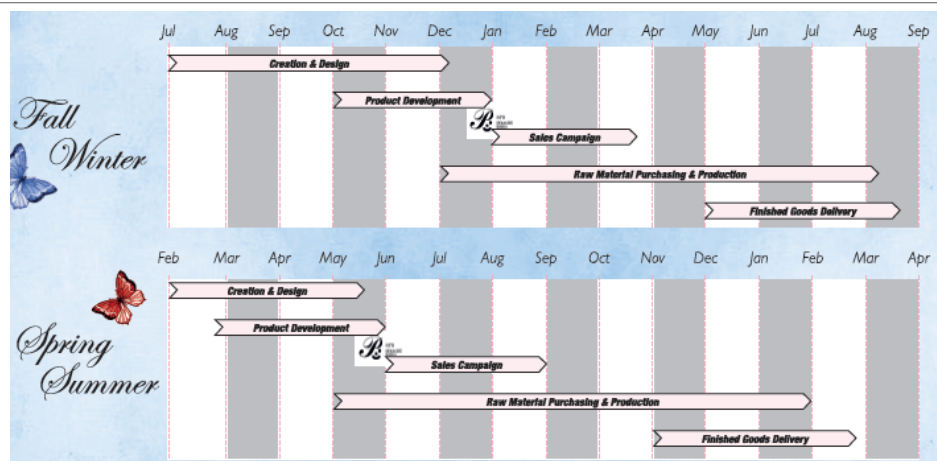 Jul Aug Sep Oct Nov Dec Jan Feb Mar Apr May Jun Jul Aug Sep
Creation & Design
Product Development
Sales Campaign
Raw Material Purchasing & Production
Finished Goods Delivery
Fall
Winter
Feb Mar Apr May Jun Jul Aug Sep Oct Nov Dec Jan Feb Mar Apr
Creation & Design
Product Development
Sales Campaign
Raw Material Purchasing & Production
Finished Goods Delivery
Spring
Summer